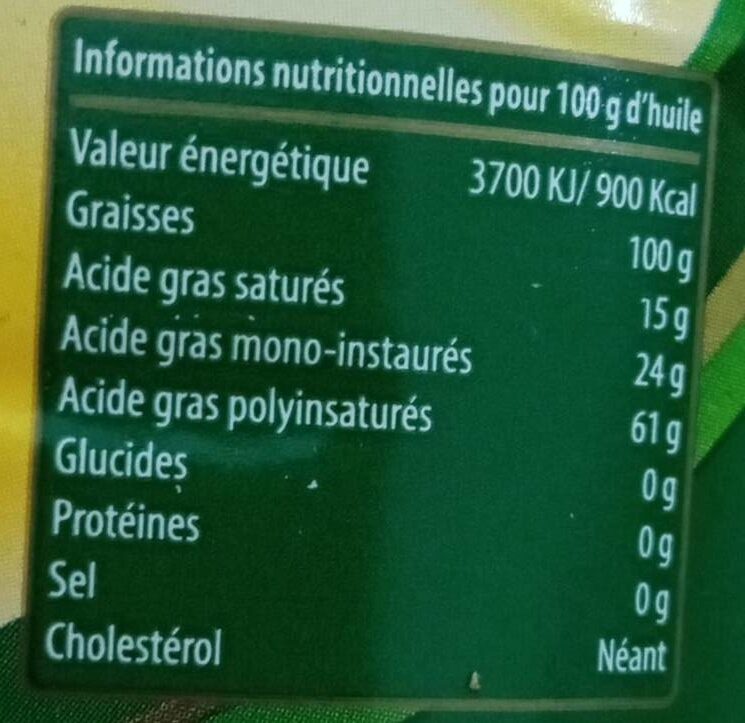 Informations nutritionnelles pour 100 g d'huile
Valeur énergétique 3700 KJ/ 900 Kcal
Graisses 100 g
Acide gras saturés 15 g
Acide gras mono-instaurés 24 g
Acide gras polyinsaturés 61 g
Glucides 0 g
Protéines 0 g
Sel 0 g
Cholestérol Néant